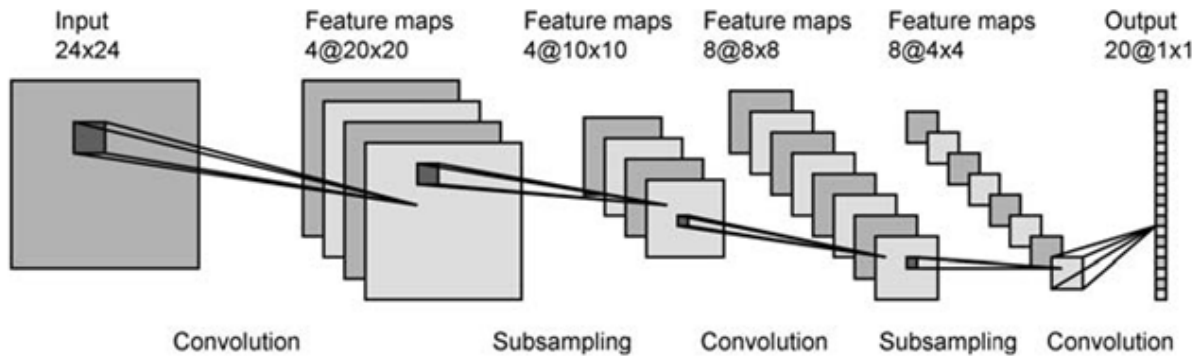 Input
24x24
Feature maps
4@20x20
Feature maps
4@10x10
Feature maps
8@8x8
Feature maps
8@4x4
Output
20@1x1
Convolution
Subsampling
Convolution
Subsampling
Convolution